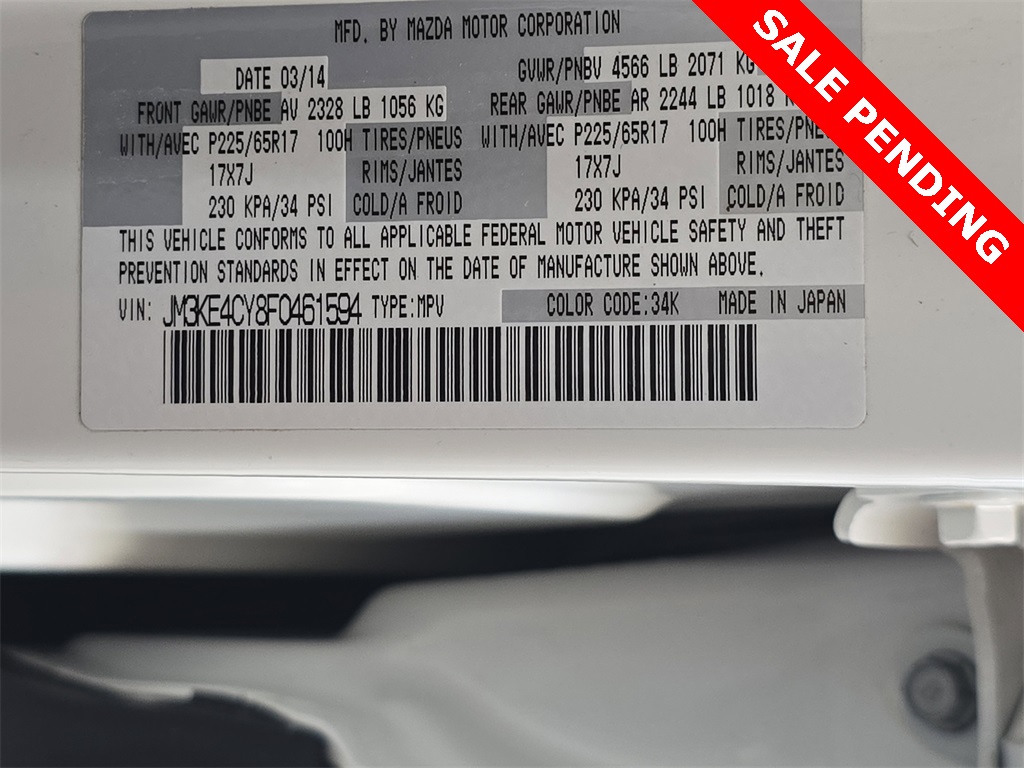 MFD. BY MAZDA MOTOR CORPORATION
DATE 03/14 GVWR/PNBV 4566 LB 2071 KG
FRONT GAWR/PNBE AV 2328 LB 1056 KG REAR GAWR/PNBE AR 2244 LB 1018
WITH/AVEC P225/65R17 100H TIRES/PNEUS WITH/AVEC P225/65R17 100H
17X7J RIMS/JANTES 17X7J RIMS/JANTES
230 KPA/34 PSI COLD/A FROID 230 KPA/34 PSI COLD/A FROID
THIS VEHICLE CONFORMS TO ALL APPLICABLE FEDERAL MOTOR VEHICLE SAFETY AND THEFT
PREVENTION STANDARDS IN EFFECT ON THE DATE OF MANUFACTURE SHOWN ABOVE.
VIN: JM3KE4CY8F0461594 TYPE:MPV COLOR CODE:34K MADE IN JAPAN
SALE PENDING